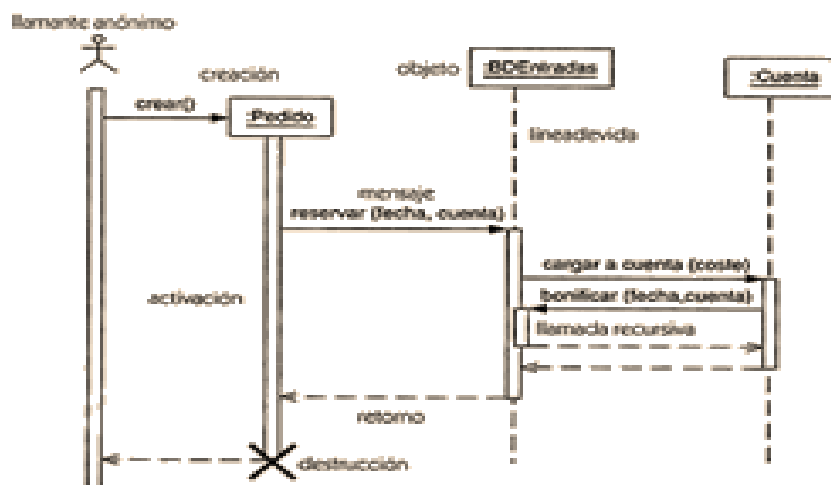 llamante anónimo
creación
objeto
:BDEntradas
:Cuenta
crear()
:Pedido
lineadevida
mensaje
reservar (fecha, cuenta)
cargar a cuenta (coste)
activación
bonificar (fecha,cuenta)
llamada recursiva
retorno
destrucción